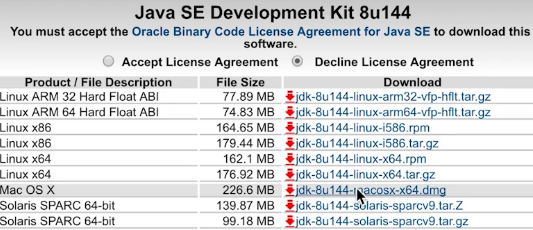 Java SE Development Kit 8u144
You must accept the Oracle Binary Code License Agreement for Java SE to download this
software.
Accept License Agreement Decline License Agreement
Product / File Description File Size Download
Linux ARM 32 Hard Float ABI 77.89 MB jdk-8u144-linux-arm32-vfp-hflt.tar.gz
Linux ARM 64 Hard Float ABI 74.83 MB jdk-8u144-linux-arm64-vfp-hflt.tar.gz
Linux x86 164.65 MB jdk-8u144-linux-i586.rpm
Linux x86 179.44 MB jdk-8u144-linux-i586.tar.gz
Linux x64 162.1 MB jdk-8u144-linux-x64.rpm
Linux x64 176.92 MB jdk-8u144-linux-x64.tar.gz
Mac OS X 226.6 MB jdk-8u144-macosx-x64.dmg
Solaris SPARC 64-bit 139.87 MB jdk-8u144-solaris-sparcv9.tar.Z
Solaris SPARC 64-bit 99.18 MB jdk-8u144-solaris-sparcv9.tar.gz